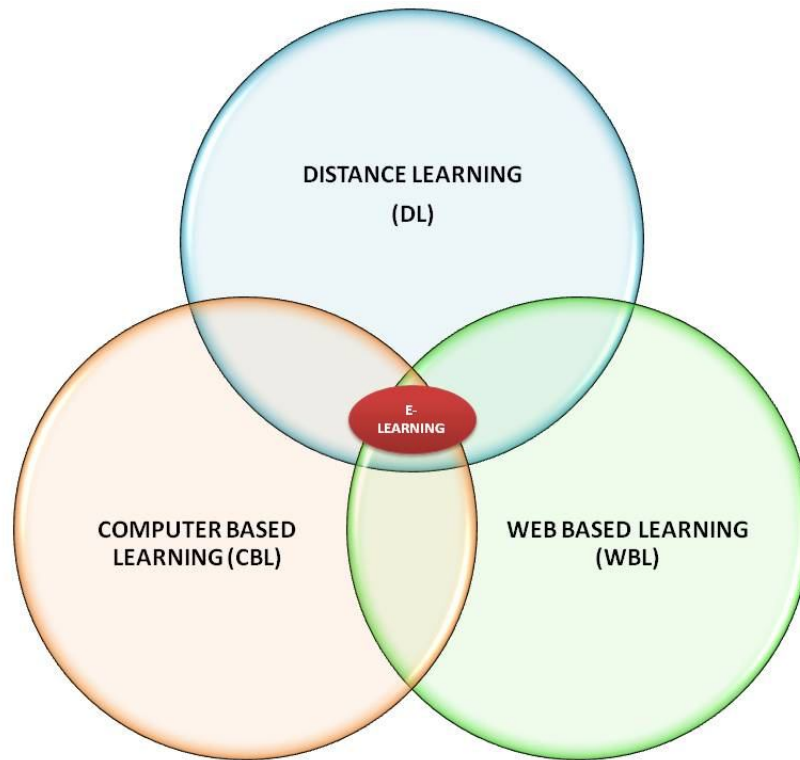 DISTANCE LEARNING
(DL)
E-
LEARNING
COMPUTER BASED
LEARNING (CBL)
WEB BASED LEARNING
(WBL)